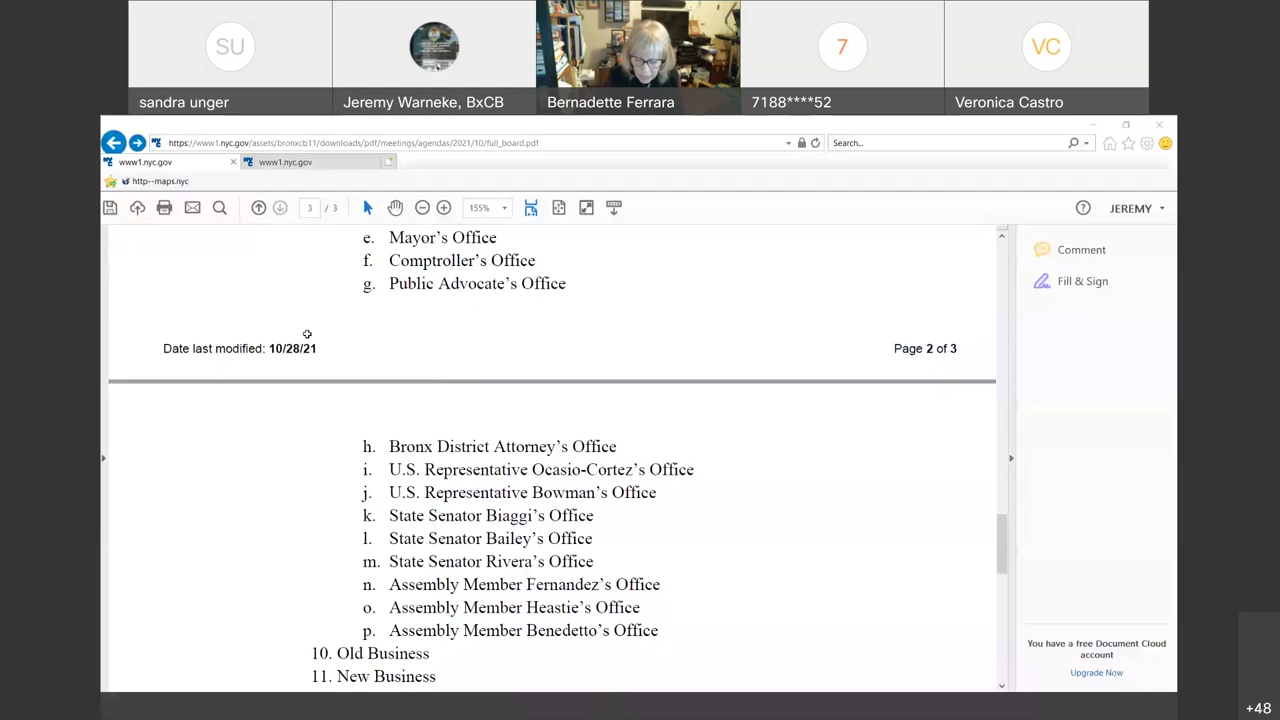 SU
7
VC
sandra unger
Jeremy Warneke, BxCB
Bernadette Ferrara
7188****52
Veronica Castro
https://www1.nyc.gov/assets/bronxcb11/downloads/pdf/meetings/agendas/2021/10/full_board.pdf
Search...
www1.nyc.gov
www1.nyc.gov
http--maps.nyc
3 / 3
155%
JEREMY
e. Mayor's Office
f. Comptroller's Office
g. Public Advocate's Office
Comment
Fill & Sign
Date last modified: 10/28/21
Page 2 of 3
h. Bronx District Attorney's Office
i. U.S. Representative Ocasio-Cortez's Office
j. U.S. Representative Bowman's Office
k. State Senator Biaggi's Office
l. State Senator Bailey's Office
m. State Senator Rivera's Office
n. Assembly Member Fernandez's Office
o. Assembly Member Heastie's Office
p. Assembly Member Benedetto's Office
10. Old Business
11. New Business
You have a free Document Cloud
account
Upgrade Now
+48